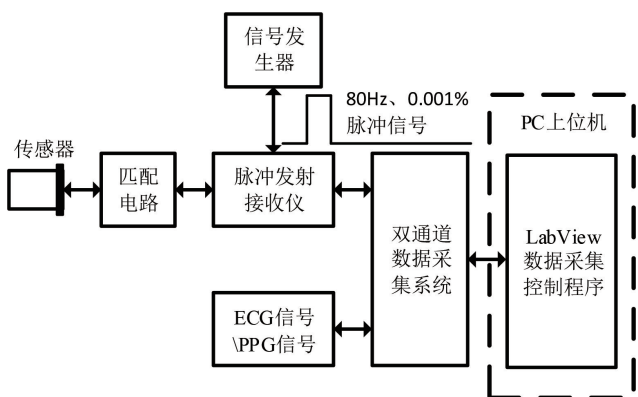 信号发
生器
80Hz、0.001%
脉冲信号
PC上位机
传感器
匹配
电路
脉冲发射
接收仪
双通道
数据采
集系统
LabView
数据采集
控制程序
ECG信号
\PPG信号